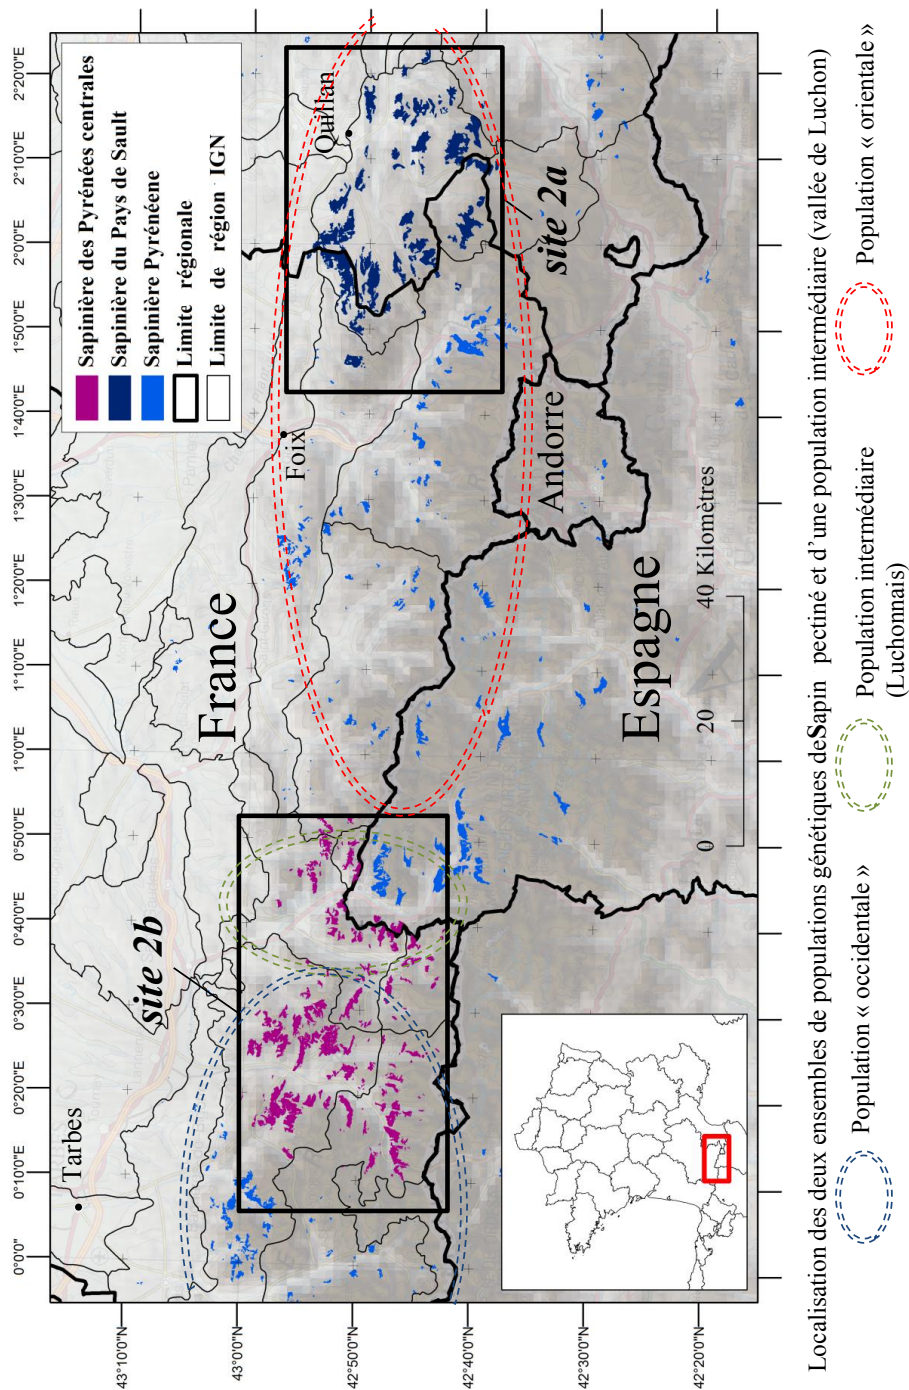 0°0'0"
0°10'0"E
0°20'0"E
0°30'0"E
0°40'0"E
0°50'0"E
1°0'0"E
1°10'0"E
1°20'0"E
1°30'0"E
1°40'0"E
1°50'0"E
2°0'0"E
2°10'0"E
2°20'0"E
43°10'0"N
43°0'0"N
42°50'0"N
42°40'0"N
42°30'0"N
42°20'0"N
Sapinière des Pyrénées centrales
Sapinière du Pays de Sault
Sapinière Pyrénéene
Limite régionale
Limite de région IGN
Tarbes
site 2b
France
Foix
Quillan
site 2a
Andorre
Espagne
0 20 40 Kilomètres
Localisation des deux ensembles de populations génétiques de Sapin pectiné et d'une population intermédiaire (vallée de Luchon)
Population « occidentale »
Population intermédiaire
(Luchonnais)
Population « orientale »